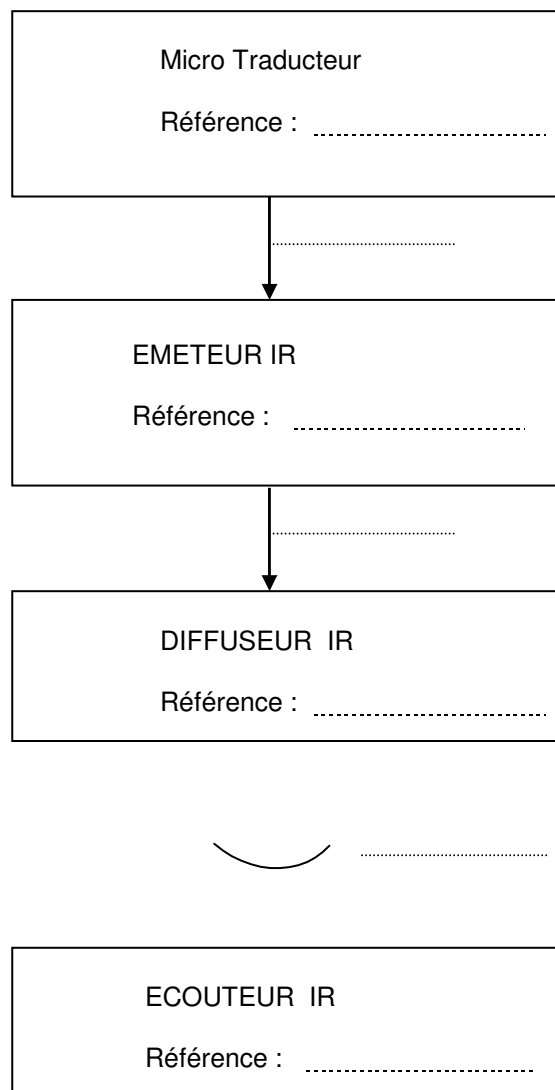 Micro Traducteur
Référence :
EMETEUR IR
Référence :
DIFFUSEUR IR
Référence :
ECOUTEUR IR
Référence :